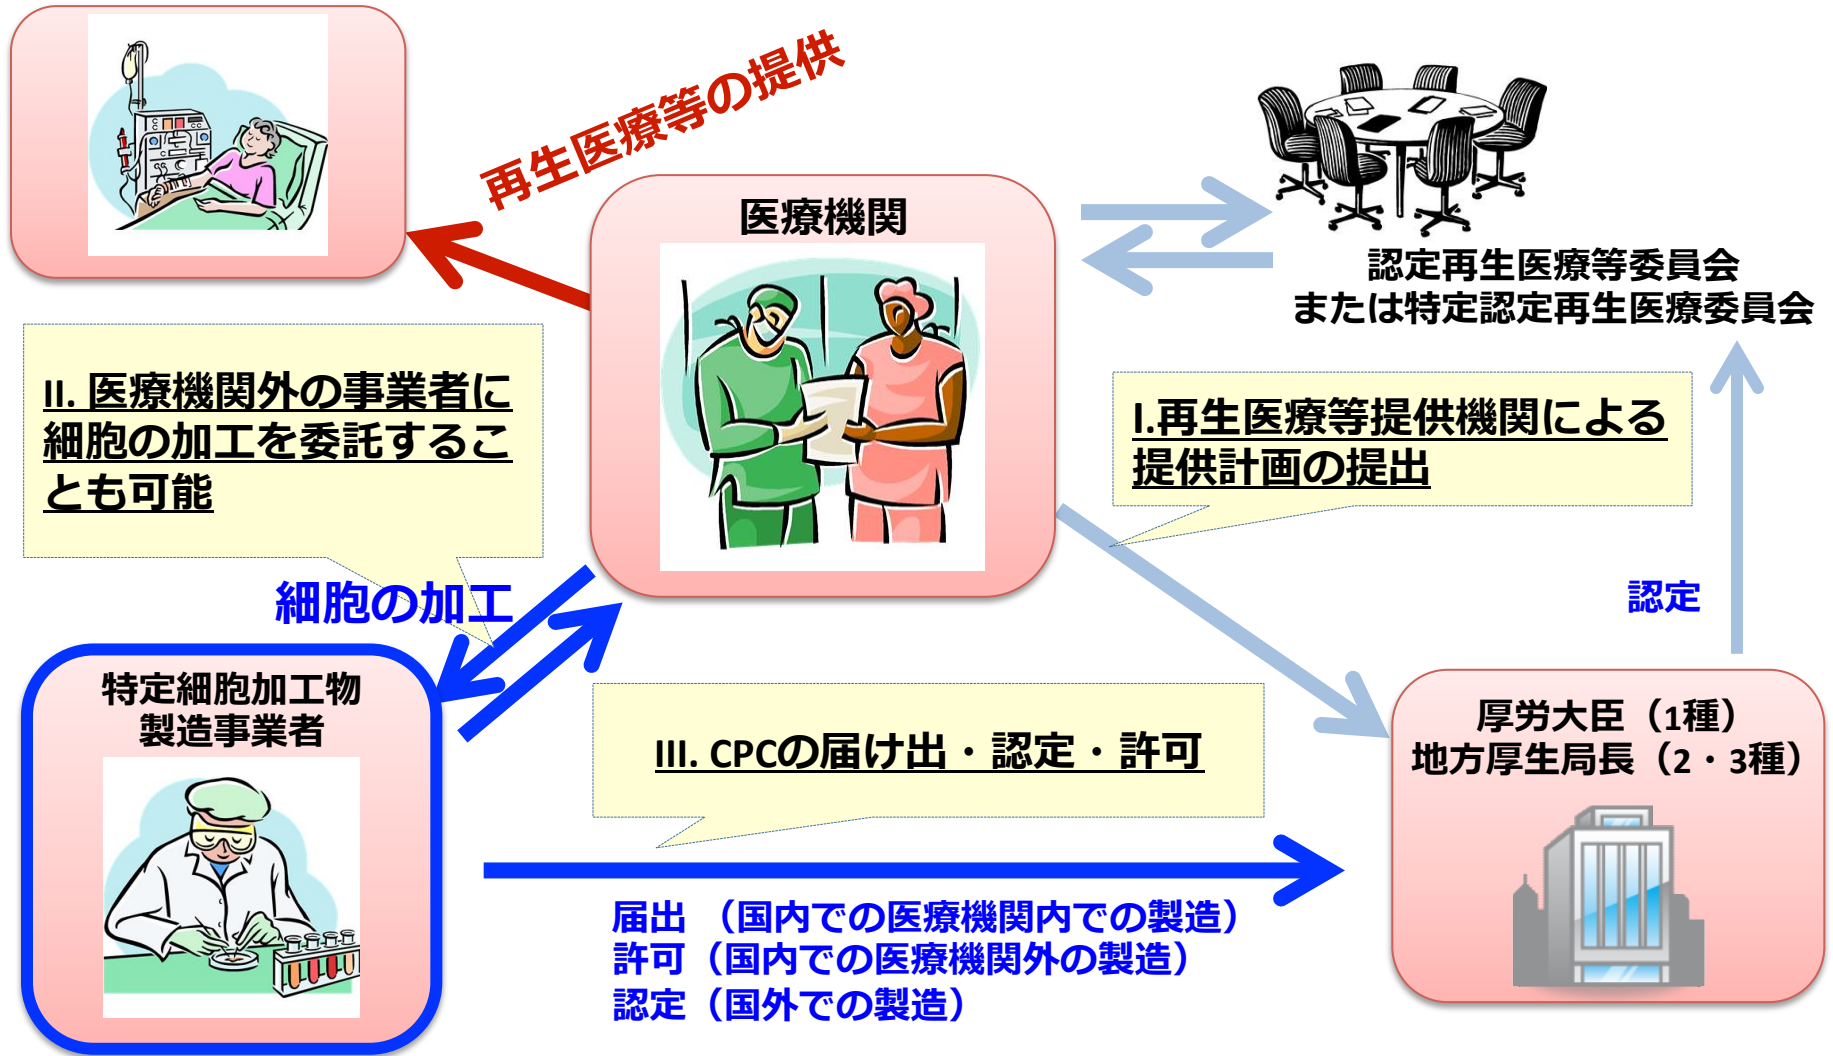 再生医療等の提供
医療機関
認定再生医療等委員会
または特定認定再生医療委員会
II. 医療機関外の事業者に
細胞の加工を委託するこ
とも可能
I.再生医療等提供機関による
提供計画の提出
細胞の加工
認定
特定細胞加工物
製造事業者
III. CPCの届け出・認定・許可
厚労大臣（1種）
地方厚生局長（2・3種）
届出 （国内での医療機関内での製造）
許可（国内での医療機関外の製造）
認定（国外での製造）